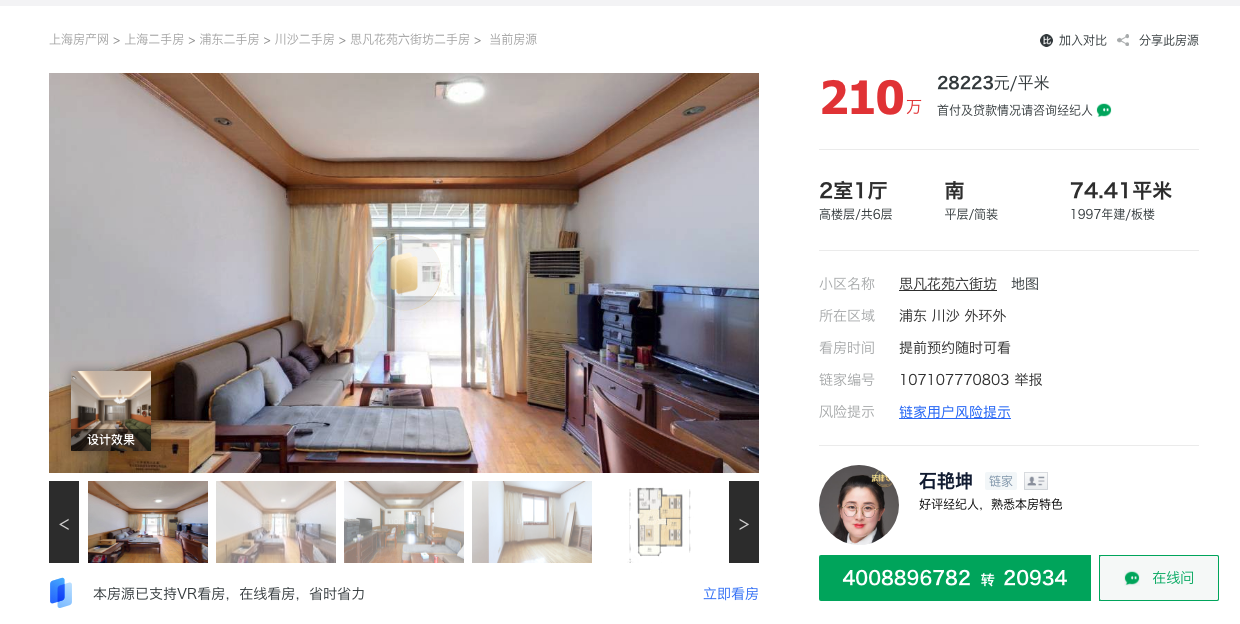 上海房产网 > 上海二手房 > 浦东二手房 > 川沙二手房 > 思凡花苑六街坊二手房 > 当前房源
加入对比 分享此房源
210万
28223元/平米
首付及贷款情况请咨询经纪人
2室1厅 南 74.41平米
高楼层/共6层 平层/简装 1997年建/板楼
小区名称 思凡花苑六街坊 地图
所在区域 浦东 川沙 外环外
看房时间 提前预约随时可看
链家编号 107107770803 举报
风险提示 链家用户风险提示
设计效果
< >
石艳坤 链家
好评经纪人，熟悉本房特色
4008896782 转 20934
在线问
本房源已支持VR看房，在线看房，省时省力 立即看房